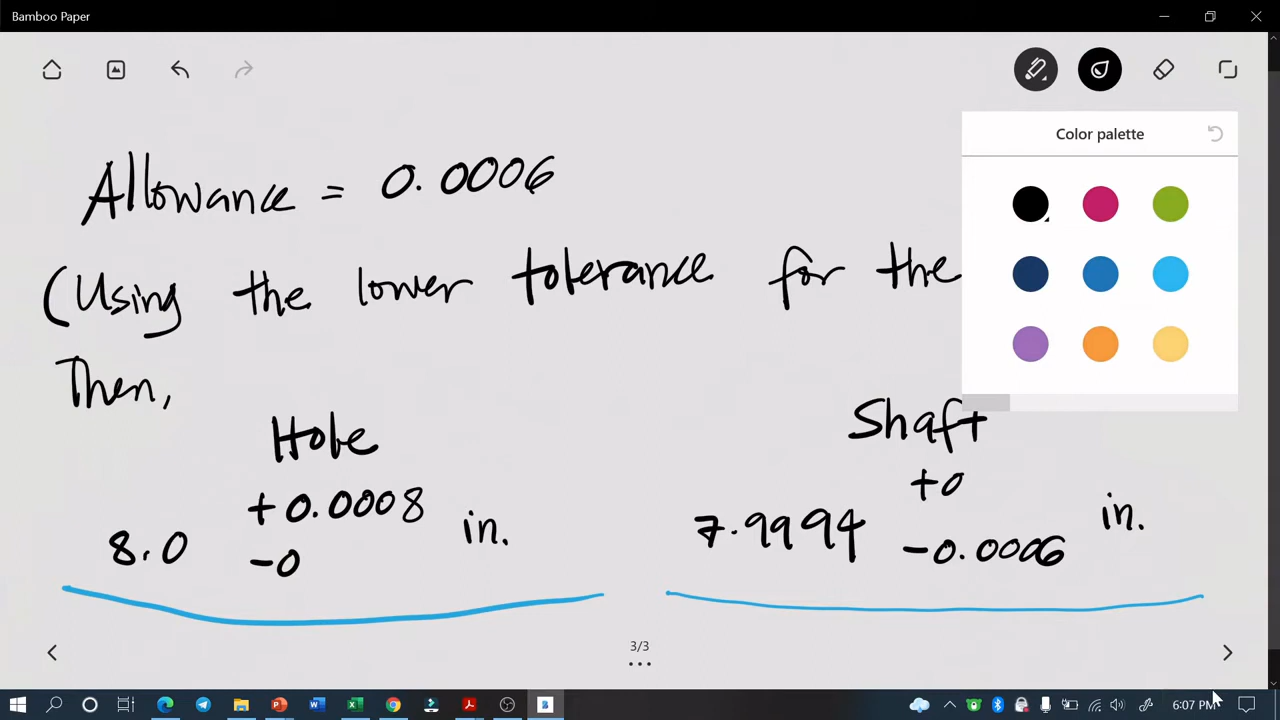 Bamboo Paper
Color palette
Allowance = 0.0006
(Using the lower tolerance for the
Then,
Hole
Shaft
8.0 +0.0008 -0 in.
7.9994 +0 -0.0006 in.
3/3
6:07 PM